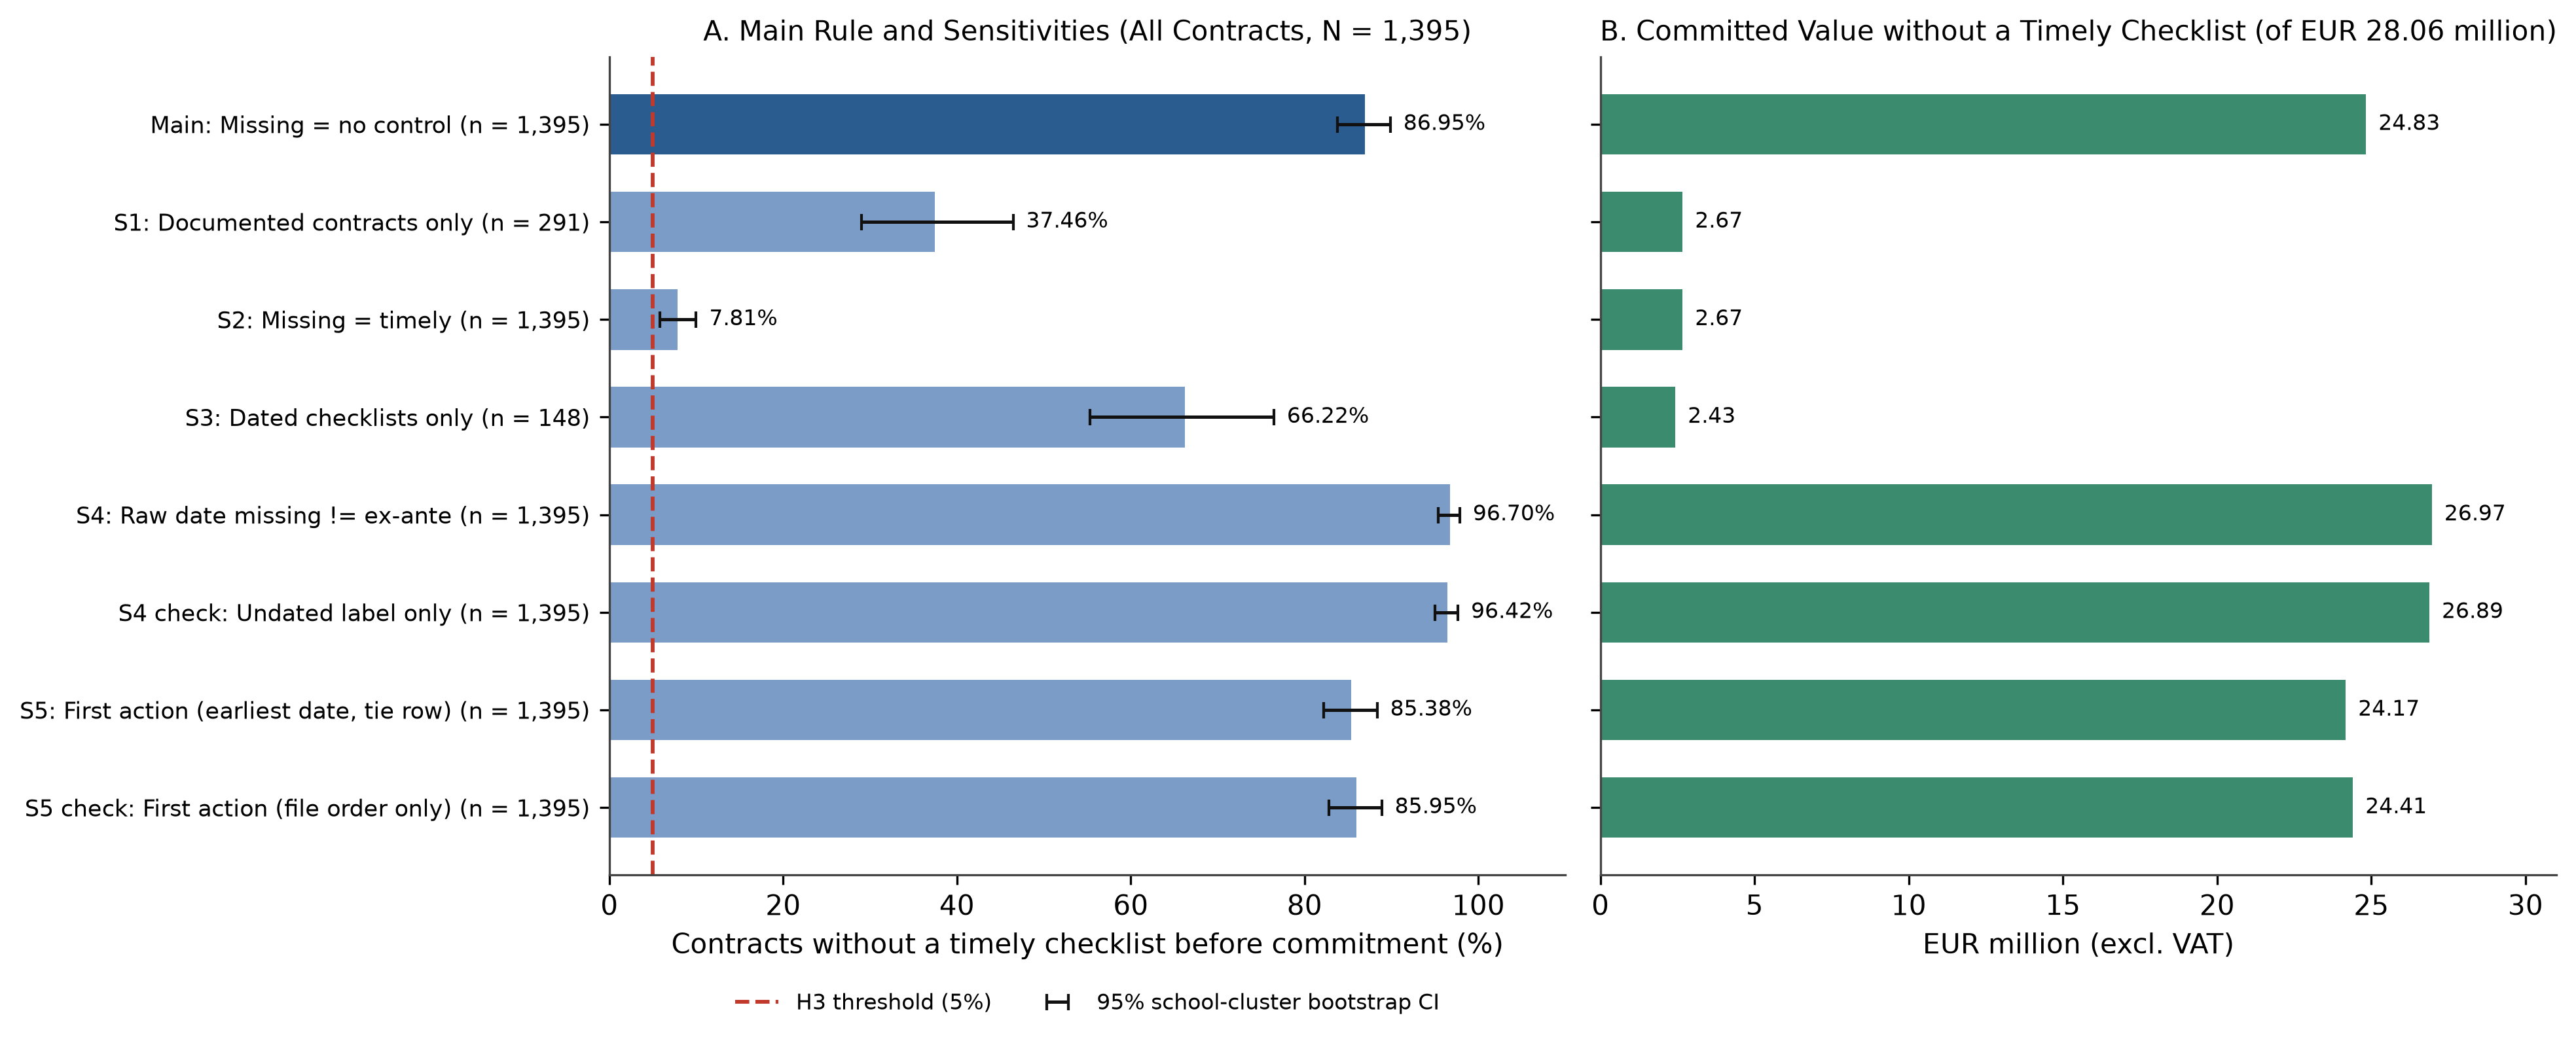 A. Main Rule and Sensitivities (All Contracts, N = 1,395)
Main: Missing = no control (n = 1,395)
86.95%
S1: Documented contracts only (n = 291)
37.46%
S2: Missing = timely (n = 1,395)
7.81%
S3: Dated checklists only (n = 148)
66.22%
S4: Raw date missing != ex-ante (n = 1,395)
96.70%
S4 check: Undated label only (n = 1,395)
96.42%
S5: First action (earliest date, tie row) (n = 1,395)
85.38%
S5 check: First action (file order only) (n = 1,395)
85.95%
0 20 40 60 80 100
Contracts without a timely checklist before commitment (%)
B. Committed Value without a Timely Checklist (of EUR 28.06 million)
24.83
2.67
2.67
2.43
26.97
26.89
24.17
24.41
0 5 10 15 20 25 30
EUR million (excl. VAT)
H3 threshold (5%) 95% school-cluster bootstrap CI